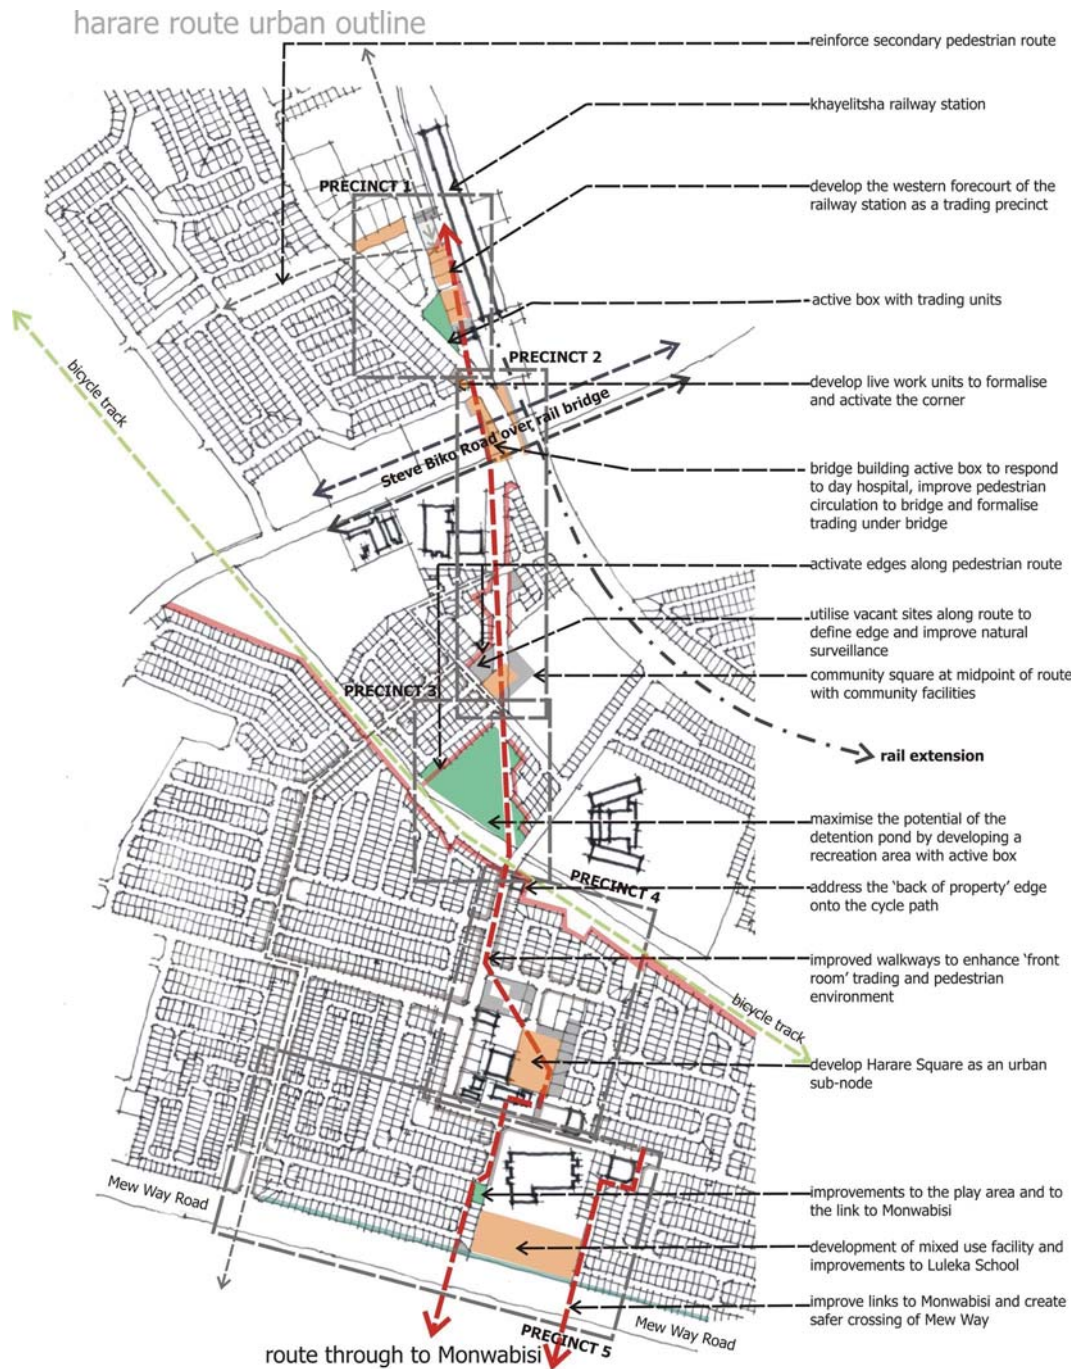 harare route urban outline
reinforce secondary pedestrian route
khayelitsha railway station
PRECINCT 1
develop the western forecourt of the
railway station as a trading precinct
active box with trading units
PRECINCT 2
bicycle track
develop live work units to formalise
and activate the corner
Steve Biko Road over rail bridge
bridge building active box to respond
to day hospital, improve pedestrian
circulation to bridge and formalise
trading under bridge
activate edges along pedestrian route
utilise vacant sites along route to
define edge and improve natural
surveillance
community square at midpoint of route
with community facilities
PRECINCT 3
rail extension
maximise the potential of the
detention pond by developing a
recreation area with active box
PRECINCT 4
address the ‘back of property’ edge
onto the cycle path
improved walkways to enhance ‘front
room’ trading and pedestrian
environment
bicycle track
develop Harare Square as an urban
sub-node
Mew Way Road
improvements to the play area and to
the link to Monwabisi
development of mixed use facility and
improvements to Luleka School
improve links to Monwabisi and create
safer crossing of Mew Way
Mew Way Road
PRECINCT 5
route through to Monwabisi